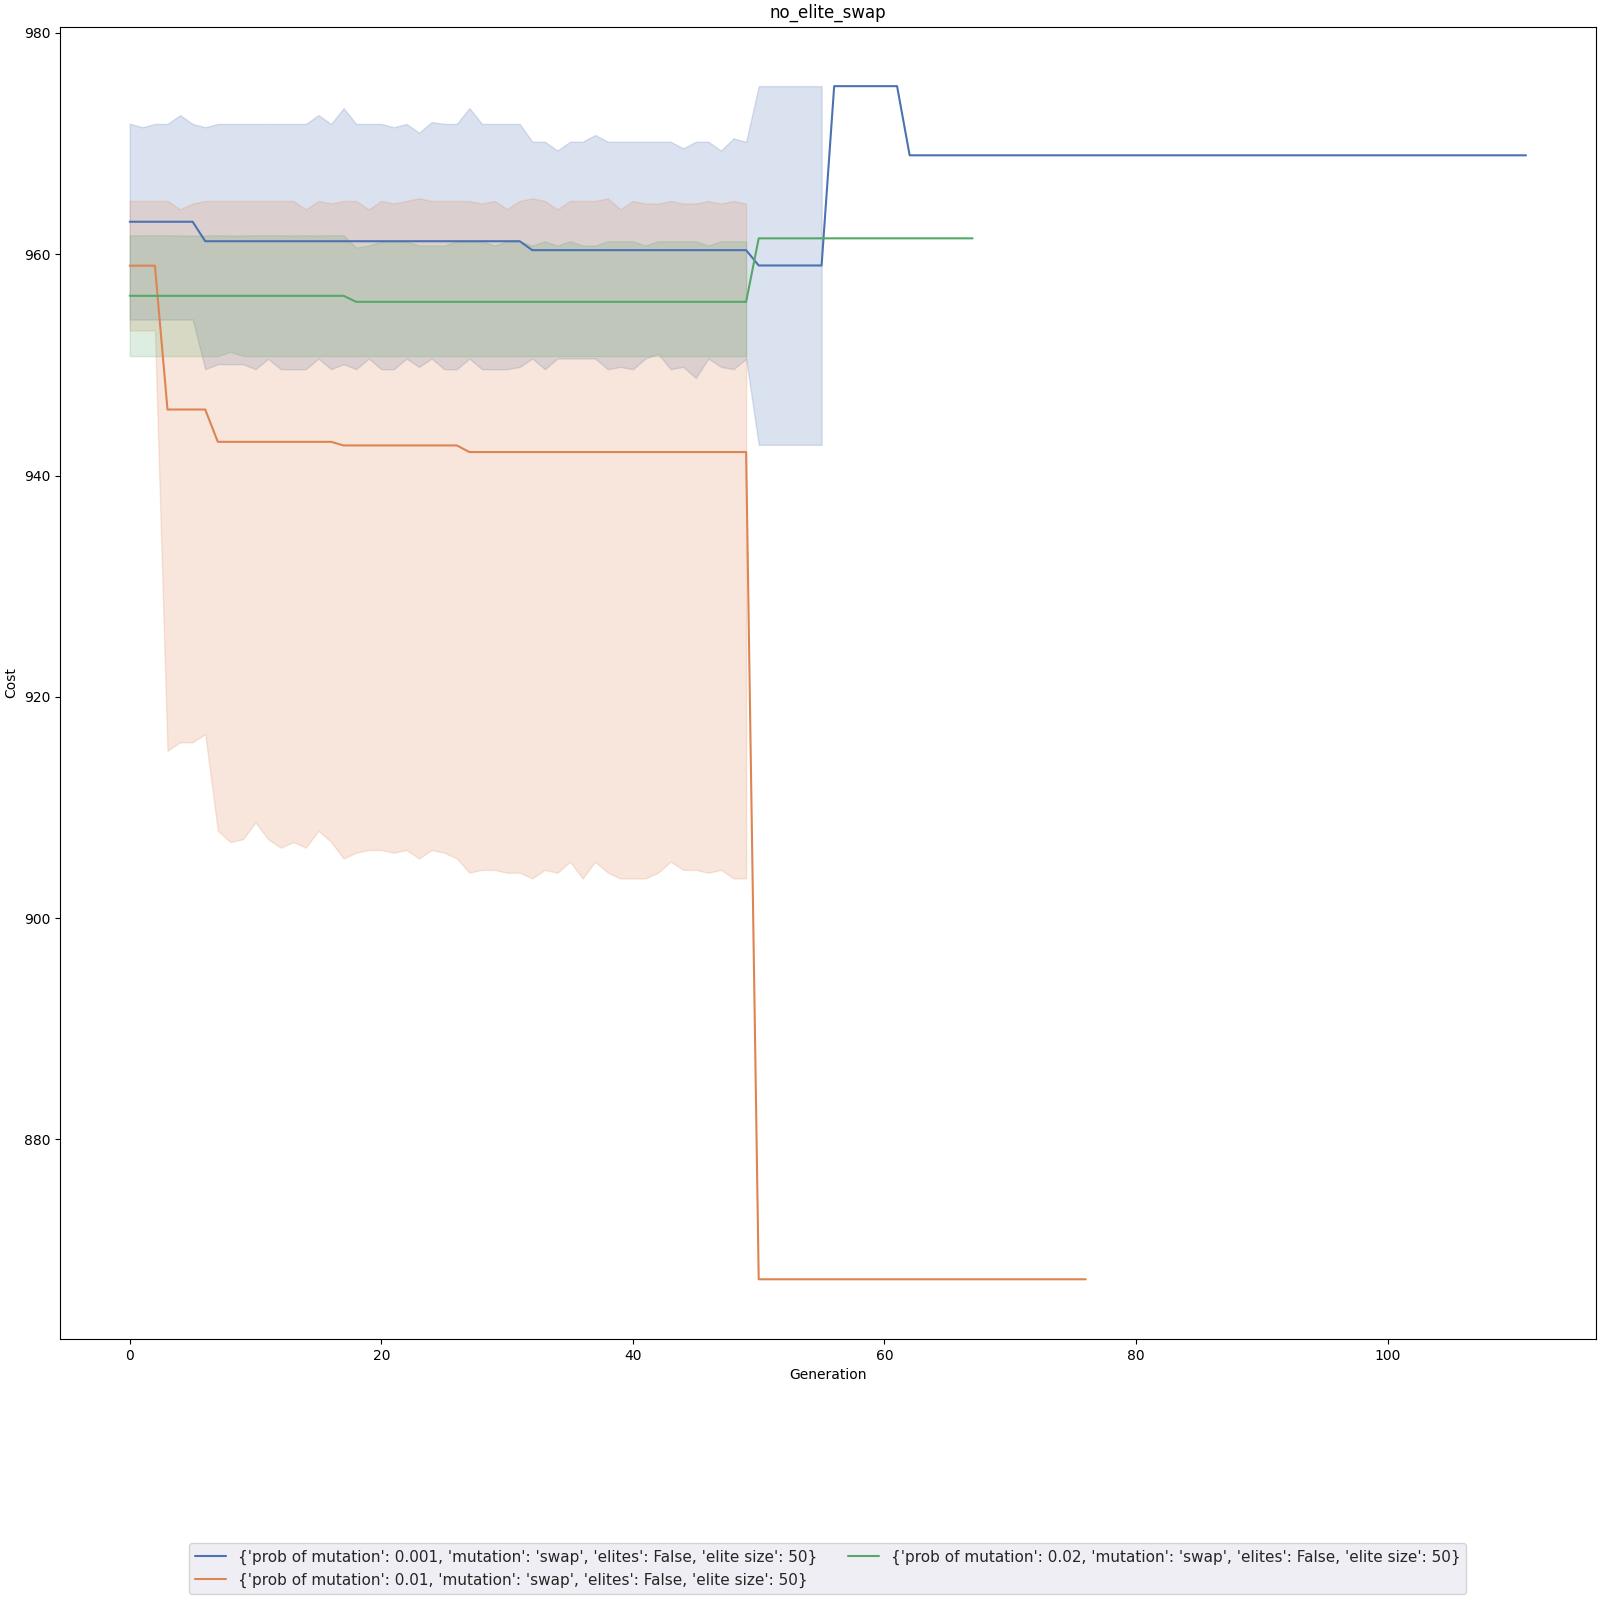 no_elite_swap
980
960
940
920
900
880
Cost
0 20 40 60 80 100
Generation
{'prob of mutation': 0.001, 'mutation': 'swap', 'elites': False, 'elite size': 50}
{'prob of mutation': 0.01, 'mutation': 'swap', 'elites': False, 'elite size': 50}
{'prob of mutation': 0.02, 'mutation': 'swap', 'elites': False, 'elite size': 50}